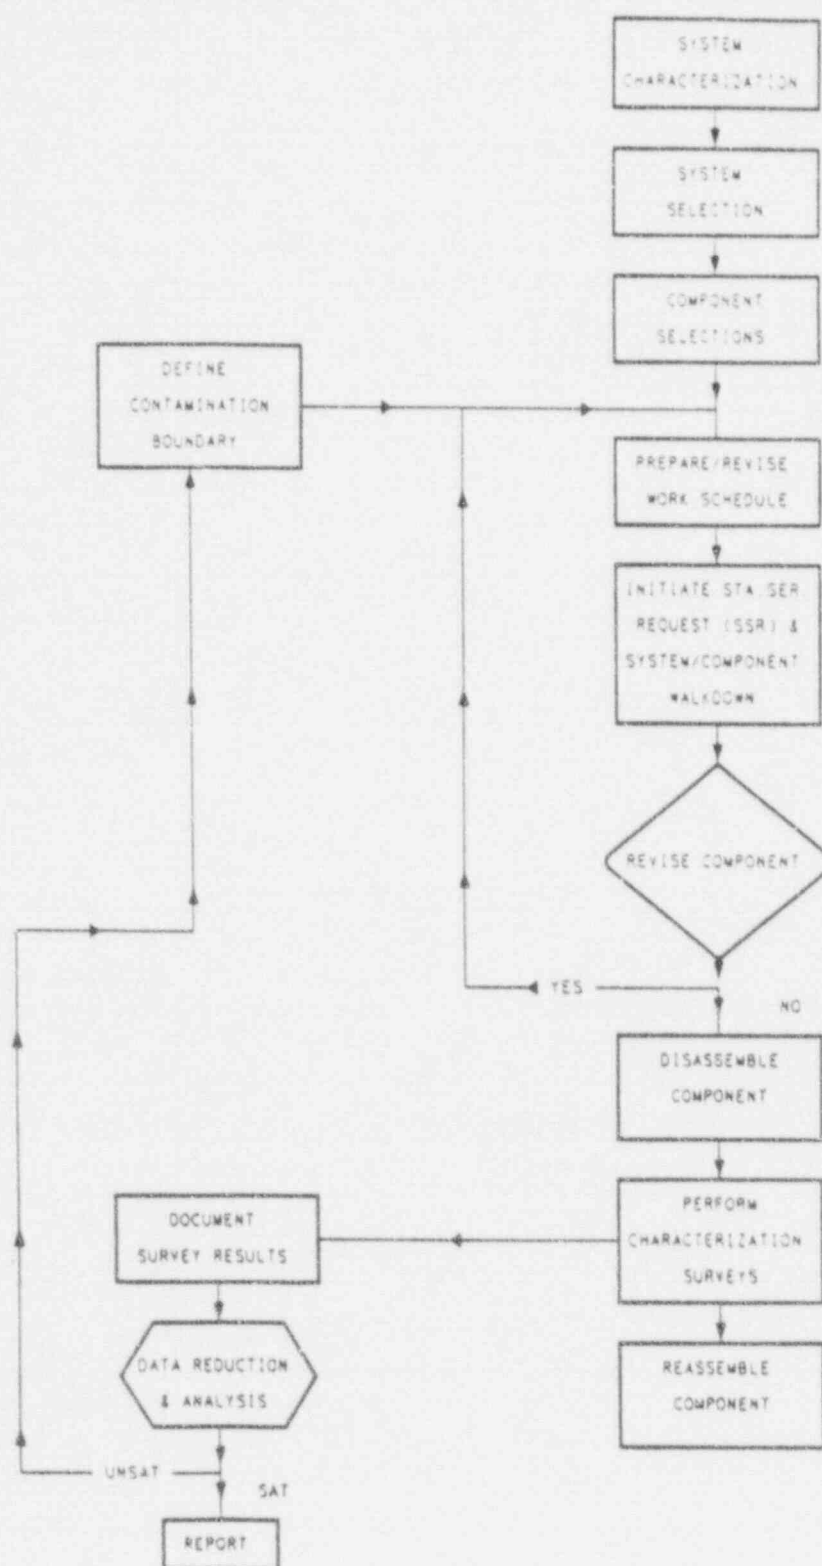 SYSTEM
CHARACTERIZATION
SYSTEM
SELECTION
COMPONENT
SELECTIONS
DEFINE
CONTAMINATION
BOUNDARY
PREPARE/REVISE
WORK SCHEDULE
INITIATE STA.SER.
REQUEST (SSR) &
SYSTEM/COMPONENT
WALKDOWN
REVISE COMPONENT
YES
NO
DISASSEMBLE
COMPONENT
PERFORM
CHARACTERIZATION
SURVEYS
DOCUMENT
SURVEY RESULTS
DATA REDUCTION
& ANALYSIS
REASSEMBLE
COMPONENT
UNSAT
SAT
REPORT